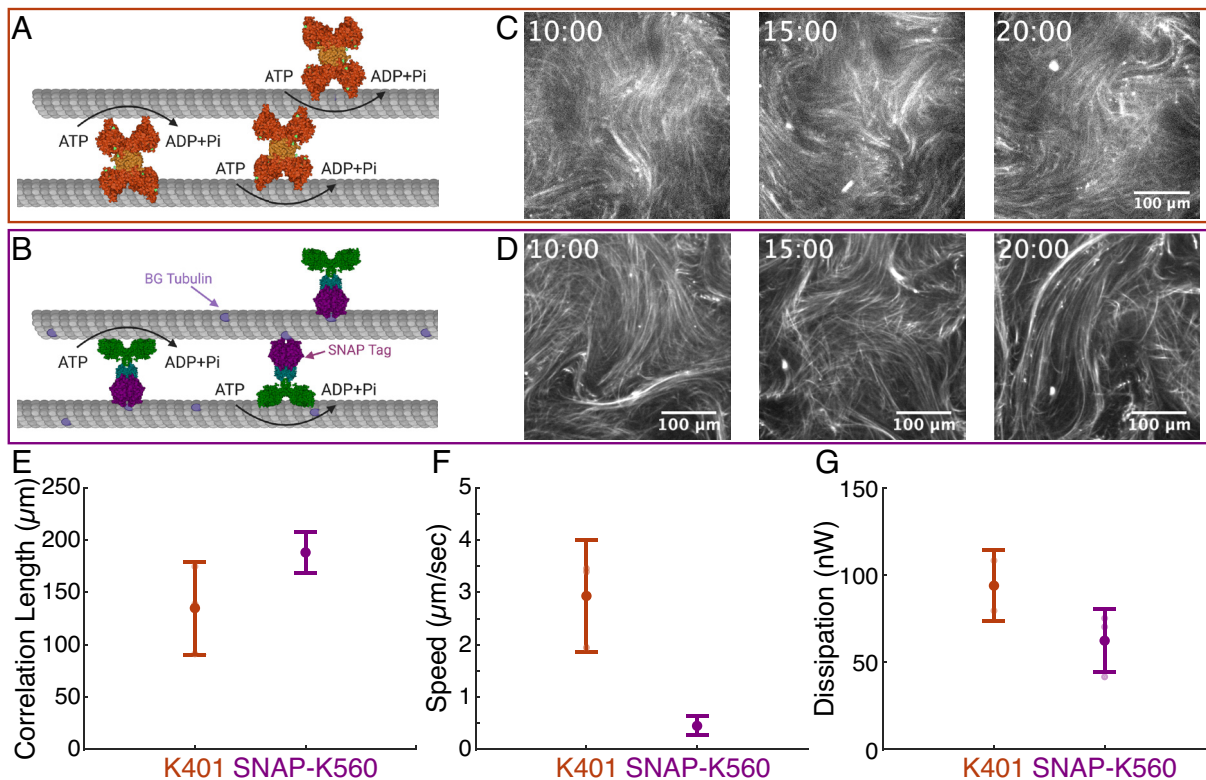 A
ATP
ADP+Pi
ATP
ADP+Pi
ATP
ADP+Pi
C
10:00
15:00
20:00
100 µm
B
BG Tubulin
SNAP Tag
ATP
ADP+Pi
ATP
ADP+Pi
D
10:00
15:00
20:00
100 µm
100 µm
100 µm
E
Correlation Length (µm)
250
200
150
100
50
0
K401 SNAP-K560
F
Speed (µm/sec)
5
4
3
2
1
0
K401 SNAP-K560
G
Dissipation (nW)
150
100
50
0
K401 SNAP-K560